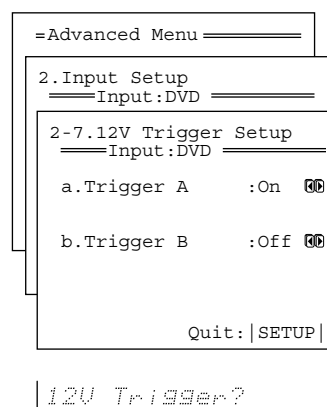 Advanced Menu
2.Input Setup
Input:DVD
2-7.12V Trigger Setup
Input:DVD
a.Trigger A :On
b.Trigger B :Off
Quit:|SETUP|
12V Trigger?